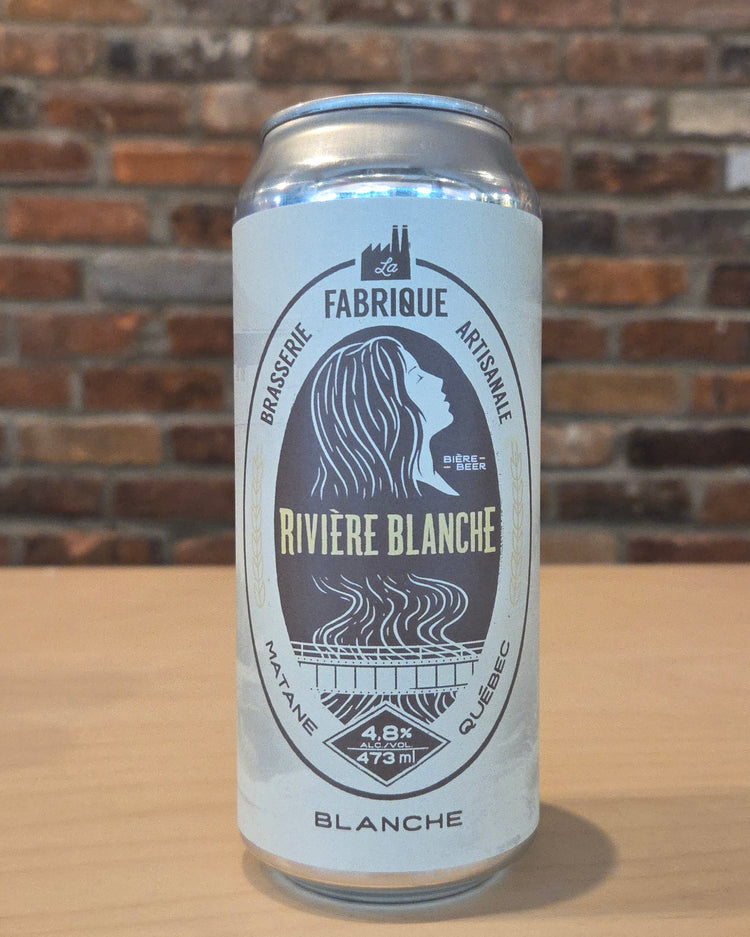 La
FABRIQUE
BRASSERIE ARTISANALE
BIÈRE
BEER
RIVIÈRE BLANCHE
MATANE QUÉBEC
4,8%
ALC./VOL.
473 ml
BLANCHE